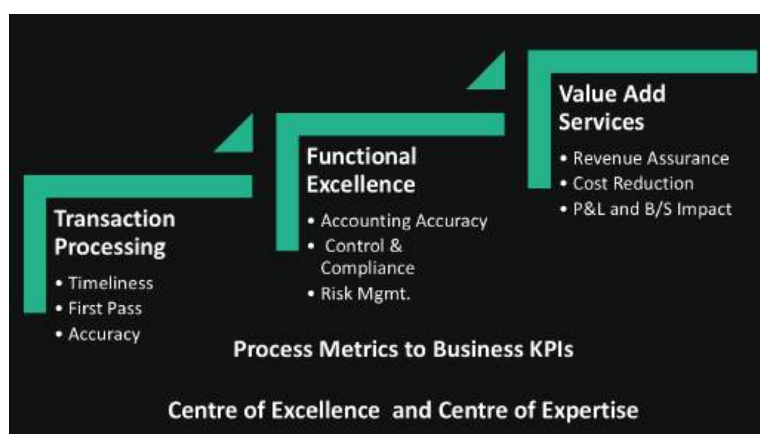 Transaction
Processing
• Timeliness
• First Pass
• Accuracy
Functional
Excellence
• Accounting Accuracy
• Control &
Compliance
• Risk Mgmt.
Value Add
Services
• Revenue Assurance
• Cost Reduction
• P&L and B/S Impact
Process Metrics to Business KPIs
Centre of Excellence and Centre of Expertise